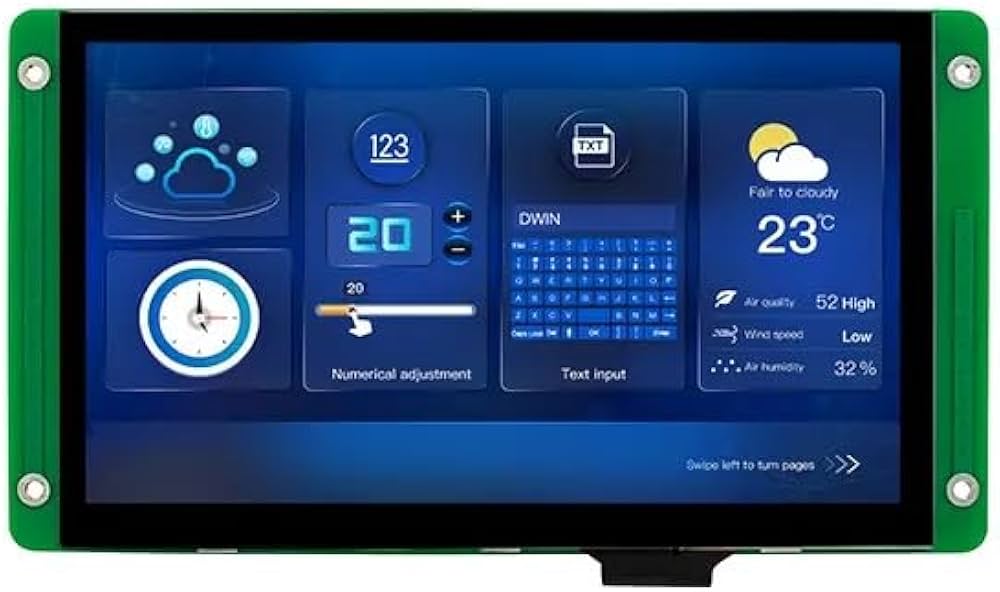 123
20
20
Numerical adjustment
TXT
DWIN
Text input
Fair to cloudy
23℃
Air quality 52 High
Wind speed Low
Air humidity 32 %
Swipe left to turn pages